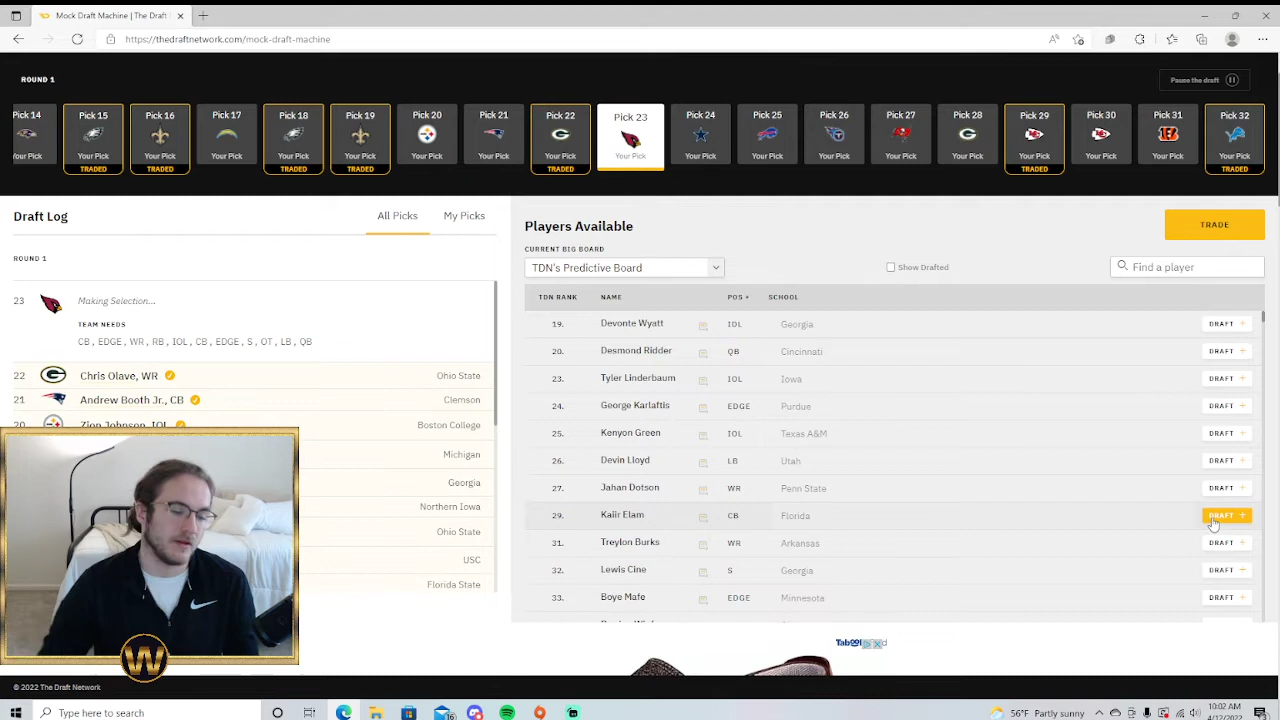 Mock Draft Machine | The Draft
https://thedraftnetwork.com/mock-draft-machine
ROUND 1
Pause the draft
Pick 14
Your Pick
Pick 15
Your Pick
TRADED
Pick 16
Your Pick
TRADED
Pick 17
Your Pick
Pick 18
Your Pick
TRADED
Pick 19
Your Pick
TRADED
Pick 20
Your Pick
Pick 21
Your Pick
Pick 22
Your Pick
TRADED
Pick 23
Your Pick
Pick 24
Your Pick
Pick 25
Your Pick
Pick 26
Your Pick
Pick 27
Your Pick
Pick 28
Your Pick
Pick 29
Your Pick
TRADED
Pick 30
Your Pick
Pick 31
Your Pick
Pick 32
Your Pick
TRADED
Draft Log
All Picks
My Picks
ROUND 1
23 Making Selection...
TEAM NEEDS
CB , EDGE , WR , RB , IOL , CB , EDGE , S , OT , LB , QB
22 Chris Olave, WR Ohio State
21 Andrew Booth Jr., CB Clemson
20 Zion Johnson, IOL Boston College
Michigan
Georgia
Northern Iowa
Ohio State
USC
Florida State
Players Available
TRADE
CURRENT BIG BOARD
TDN's Predictive Board
Show Drafted
Find a player
TDN RANK NAME POS + SCHOOL
19. Devonte Wyatt IDL Georgia DRAFT +
20. Desmond Ridder QB Cincinnati DRAFT +
23. Tyler Linderbaum IOL Iowa DRAFT +
24. George Karlaftis EDGE Purdue DRAFT +
25. Kenyon Green IOL Texas A&M DRAFT +
26. Devin Lloyd LB Utah DRAFT +
27. Jahan Dotson WR Penn State DRAFT +
29. Kaiir Elam CB Florida DRAFT +
31. Treylon Burks WR Arkansas DRAFT +
32. Lewis Cine S Georgia DRAFT +
33. Boye Mafe EDGE Minnesota DRAFT +
W
© 2022 The Draft Network
Type here to search
16
56°F Partly sunny
10:02 AM
4/12/2022